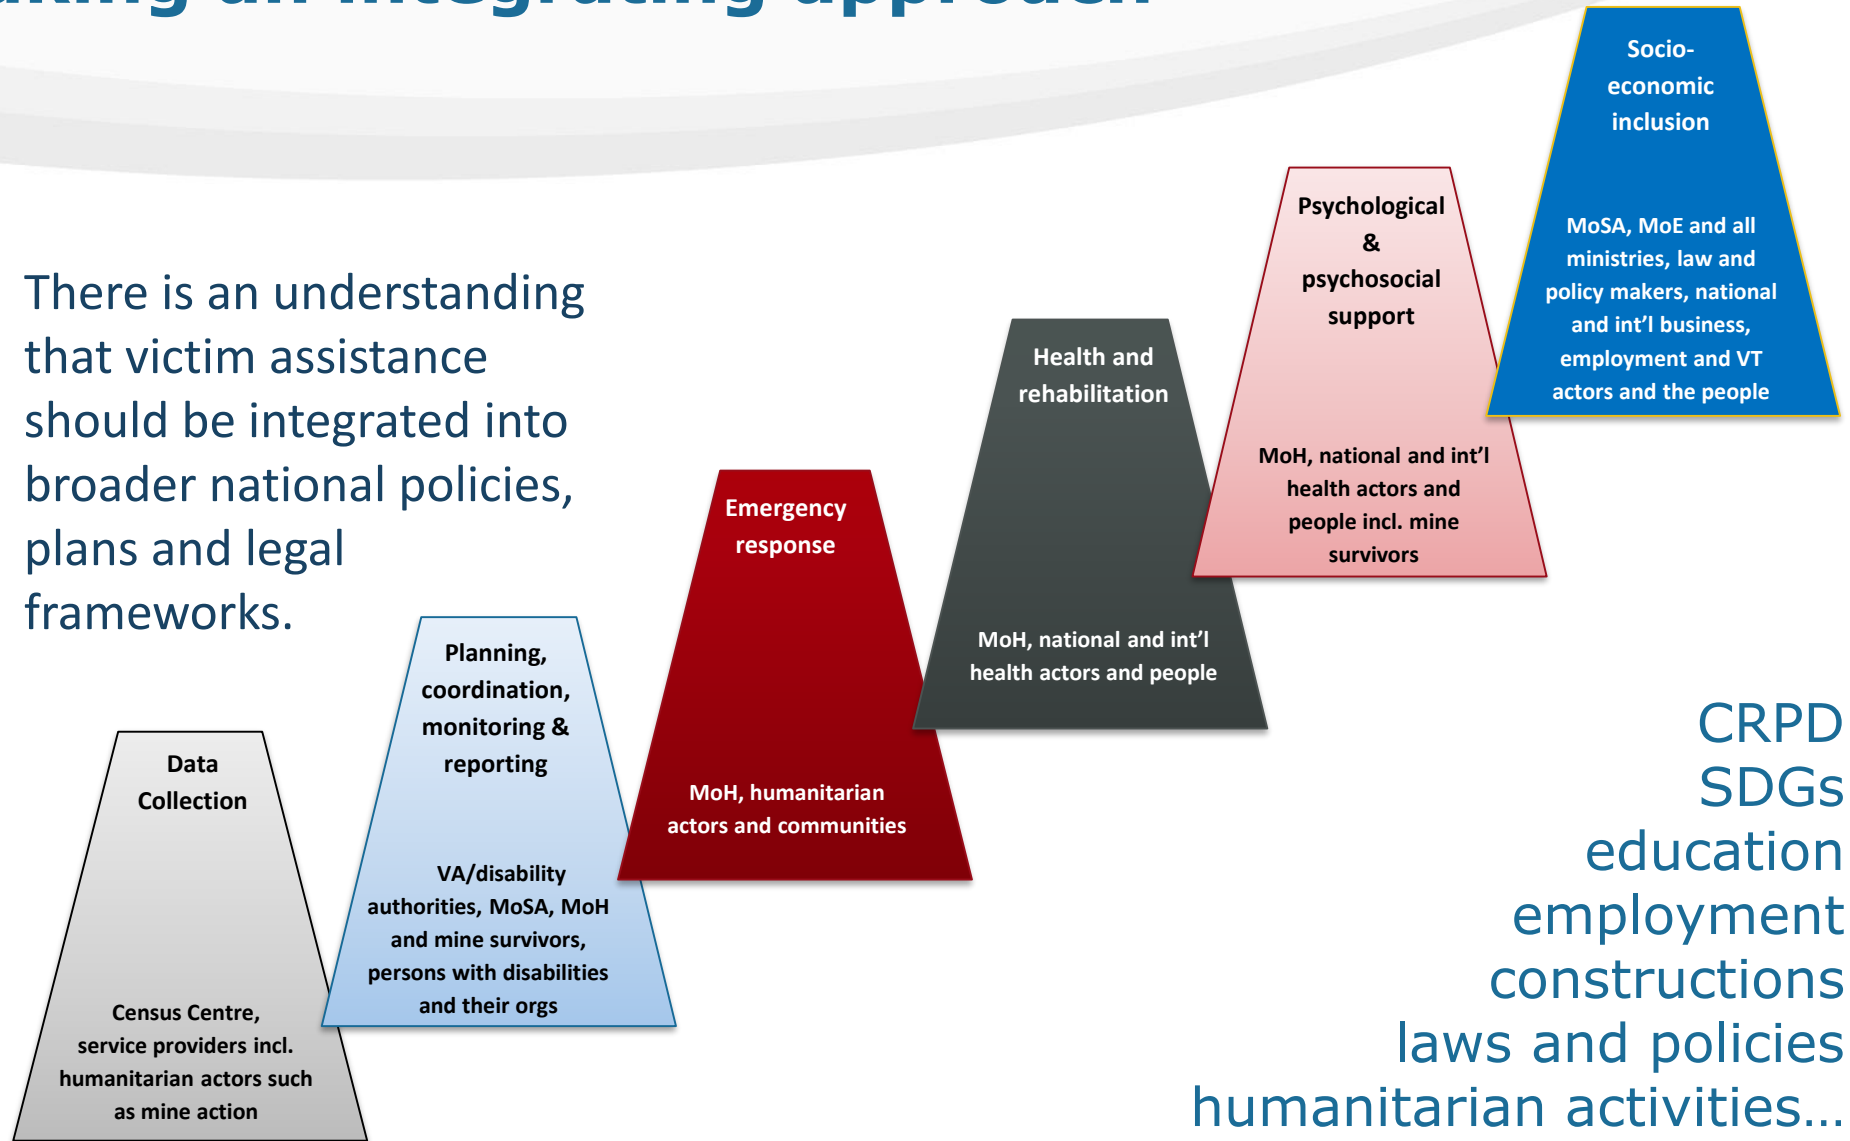 an integrating approach
There is an understanding
that victim assistance
should be integrated into
broader national policies,
plans and legal
frameworks.
Data
Collection
Census Centre,
service providers incl.
humanitarian actors such
as mine action
Planning,
coordination,
monitoring &
reporting
VA/disability
authorities, MoSA, MoH
and mine survivors,
persons with disabilities
and their orgs
Emergency
response
MoH, humanitarian
actors and communities
Health and
rehabilitation
MoH, national and int’l
health actors and people
Psychological
&
psychosocial
support
MoH, national and int’l
health actors and
people incl. mine
survivors
Socio-
economic
inclusion
MoSA, MoE and all
ministries, law and
policy makers, national
and int’l business,
employment and VT
actors and the people
CRPD
SDGs
education
employment
constructions
laws and policies
humanitarian activities…